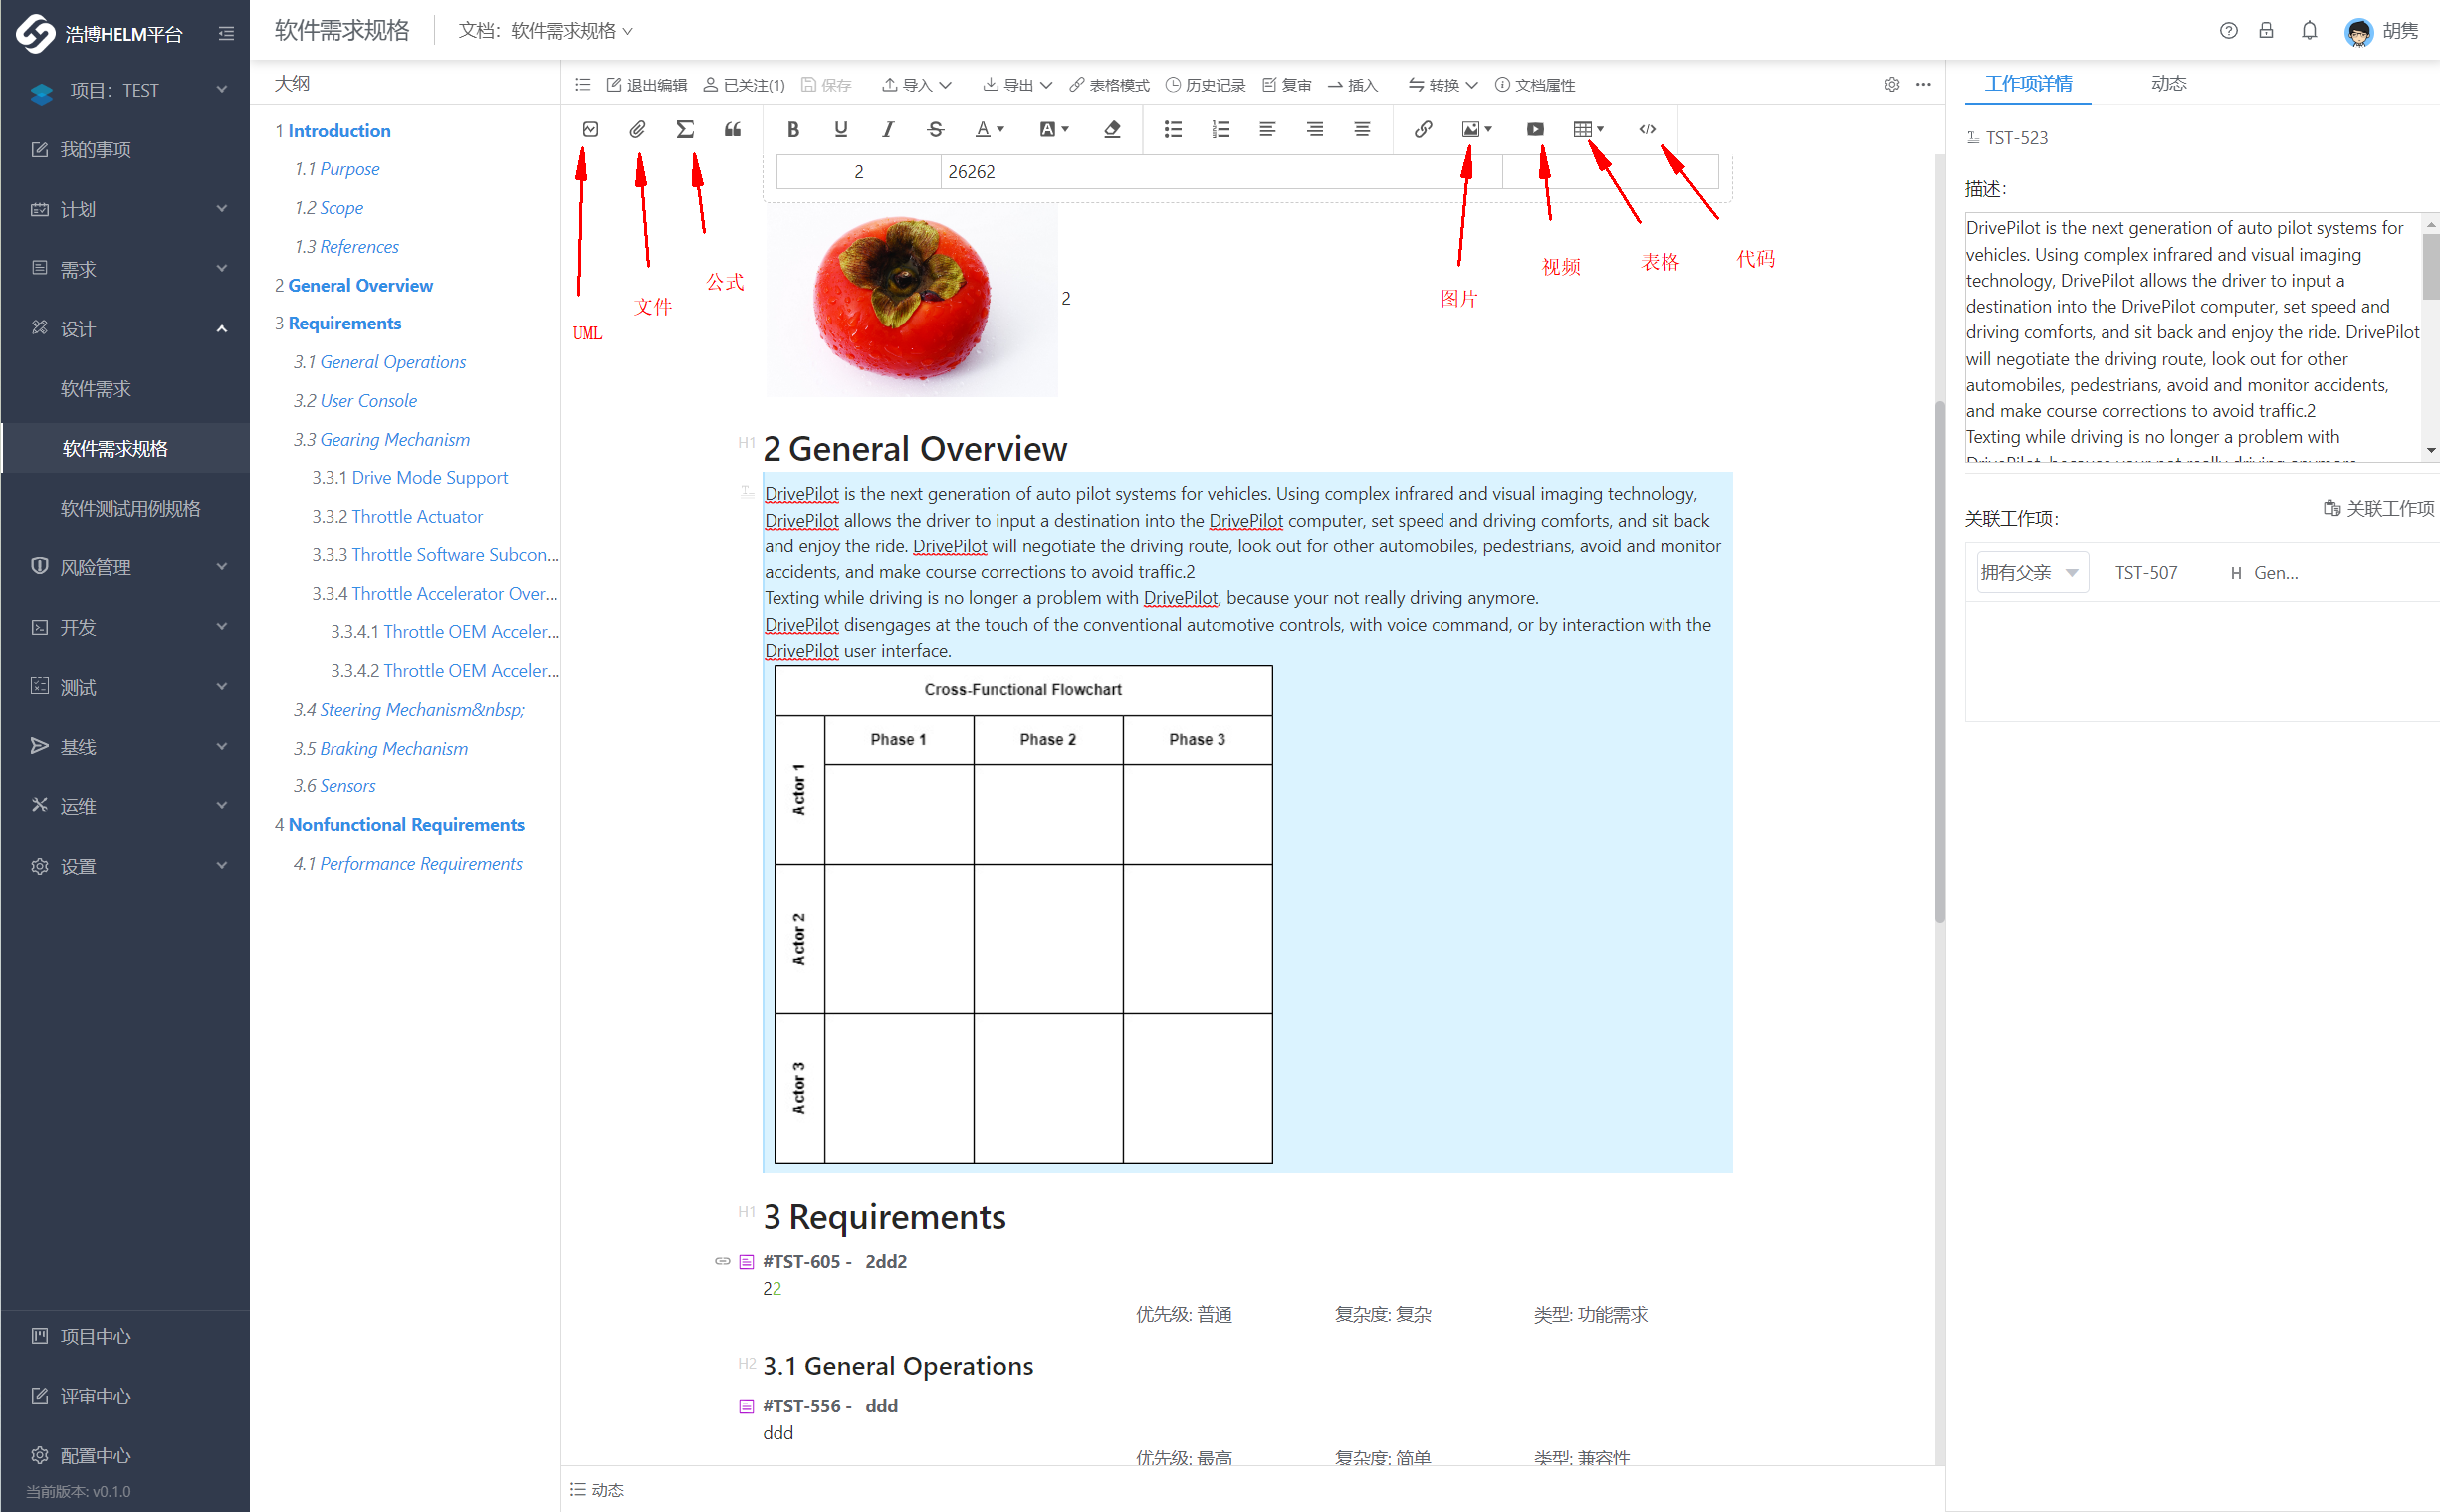 浩博HELM平台
项目：TEST
我的事项
计划
需求
设计
软件需求
软件需求规格
软件测试用例规格
风险管理
开发
测试
基线
运维
设置
项目中心
评审中心
配置中心
当前版本: v0.1.0
软件需求规格
文档：软件需求规格
胡隽
大纲
1 Introduction
1.1 Purpose
1.2 Scope
1.3 References
2 General Overview
3 Requirements
3.1 General Operations
3.2 User Console
3.3 Gearing Mechanism
3.3.1 Drive Mode Support
3.3.2 Throttle Actuator
3.3.3 Throttle Software Subcon...
3.3.4 Throttle Accelerator Over...
3.3.4.1 Throttle OEM Acceler...
3.3.4.2 Throttle OEM Acceler...
3.4 Steering Mechanism&nbsp;
3.5 Braking Mechanism
3.6 Sensors
4 Nonfunctional Requirements
4.1 Performance Requirements
退出编辑 已关注(1) 保存 导入 导出 表格模式 历史记录 复审 插入 转换 文档属性
B U I S A A
2 26262
UML
文件
公式
图片
视频
表格
代码
2
H1 2 General Overview
DrivePilot is the next generation of auto pilot systems for vehicles. Using complex infrared and visual imaging technology,
DrivePilot allows the driver to input a destination into the DrivePilot computer, set speed and driving comforts, and sit back
and enjoy the ride. DrivePilot will negotiate the driving route, look out for other automobiles, pedestrians, avoid and monitor
accidents, and make course corrections to avoid traffic.2
Texting while driving is no longer a problem with DrivePilot, because your not really driving anymore.
DrivePilot disengages at the touch of the conventional automotive controls, with voice command, or by interaction with the
DrivePilot user interface.
Cross-Functional Flowchart
Phase 1 Phase 2 Phase 3
Actor 1
Actor 2
Actor 3
H1 3 Requirements
#TST-605 - 2dd2
22
优先级: 普通 复杂度: 复杂 类型: 功能需求
H2 3.1 General Operations
#TST-556 - ddd
ddd
优先级: 最高 复杂度: 简单 类型: 兼容性
动态
工作项详情 动态
TST-523
描述：
DrivePilot is the next generation of auto pilot systems for
vehicles. Using complex infrared and visual imaging
technology, DrivePilot allows the driver to input a
destination into the DrivePilot computer, set speed and
driving comforts, and sit back and enjoy the ride. DrivePilot
will negotiate the driving route, look out for other
automobiles, pedestrians, avoid and monitor accidents,
and make course corrections to avoid traffic.2
Texting while driving is no longer a problem with
DrivePilot, because your not really driving anymore.
关联工作项
关联工作项：
拥有父亲 TST-507 H Gen...